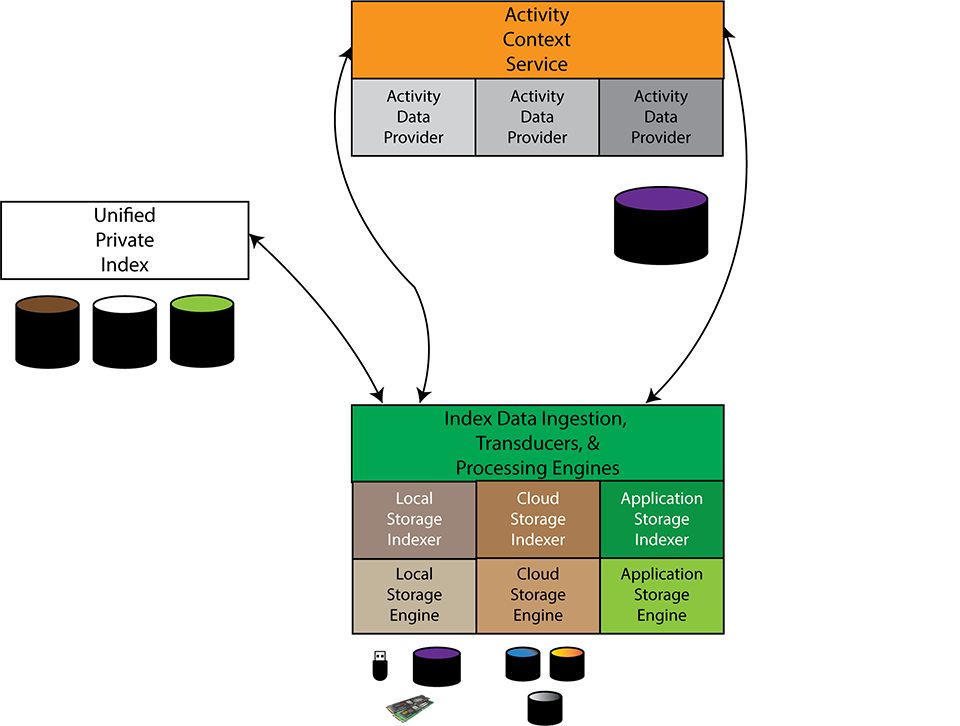 Activity
Context
Service
Activity
Data
Provider
Activity
Data
Provider
Activity
Data
Provider
Unified
Private
Index
Index Data Ingestion,
Transducers, &
Processing Engines
Local
Storage
Indexer
Cloud
Storage
Indexer
Application
Storage
Indexer
Local
Storage
Engine
Cloud
Storage
Engine
Application
Storage
Engine